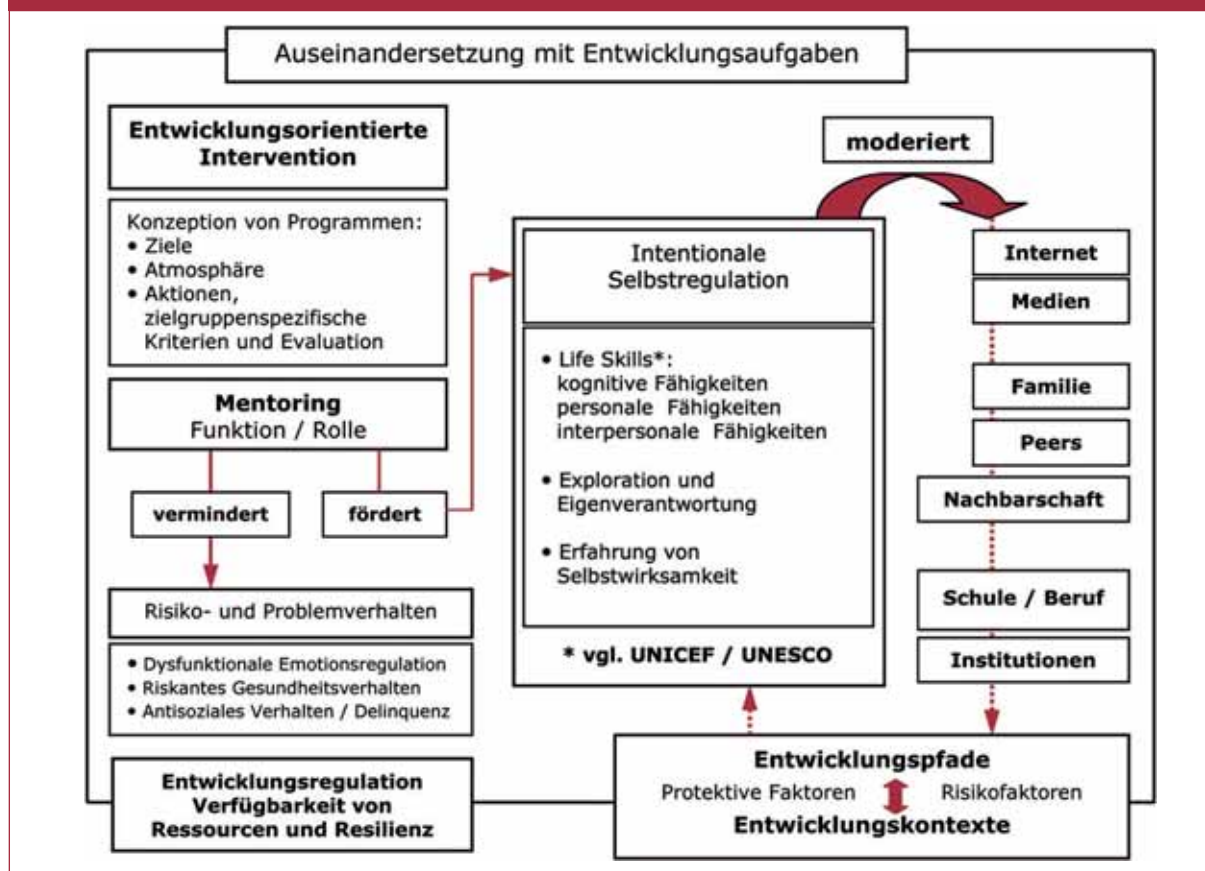 Auseinandersetzung mit Entwicklungsaufgaben
Entwicklungsorientierte
Intervention
Konzeption von Programmen:
• Ziele
• Atmosphäre
• Aktionen,
zielgruppenspezifische
Kriterien und Evaluation
Mentoring
Funktion / Rolle
vermindert
fördert
Risiko- und Problemverhalten
• Dysfunktionale Emotionsregulation
• Riskantes Gesundheitsverhalten
• Antisoziales Verhalten / Delinquenz
Entwicklungsregulation
Verfügbarkeit von
Ressourcen und Resilienz
Intentionale
Selbstregulation
• Life Skills*:
kognitive Fähigkeiten
personale Fähigkeiten
interpersonale Fähigkeiten
• Exploration und
Eigenverantwortung
• Erfahrung von
Selbstwirksamkeit
* vgl. UNICEF / UNESCO
moderiert
Internet
Medien
Familie
Peers
Nachbarschaft
Schule / Beruf
Institutionen
Entwicklungspfade
Protektive Faktoren Risikofaktoren
Entwicklungskontexte